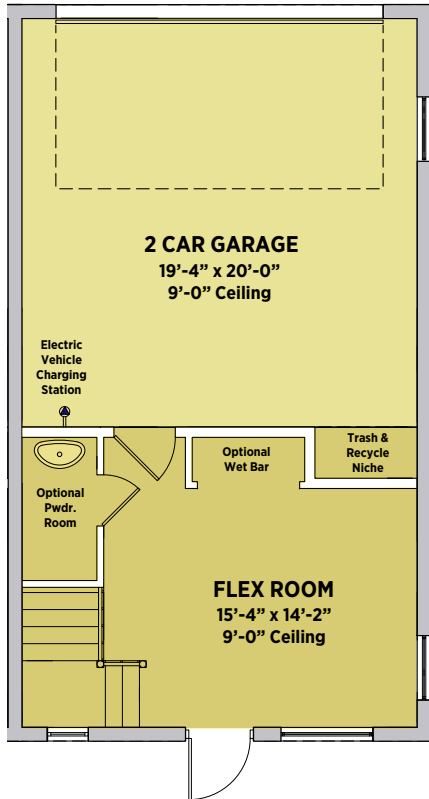 2 CAR GARAGE
19’-4” x 20’-0”
9’-0” Ceiling
Electric
Vehicle
Charging
Station
Optional
Wet Bar
Trash &
Recycle
Niche
Optional
Pwdr.
Room
FLEX ROOM
15’-4” x 14’-2”
9’-0” Ceiling